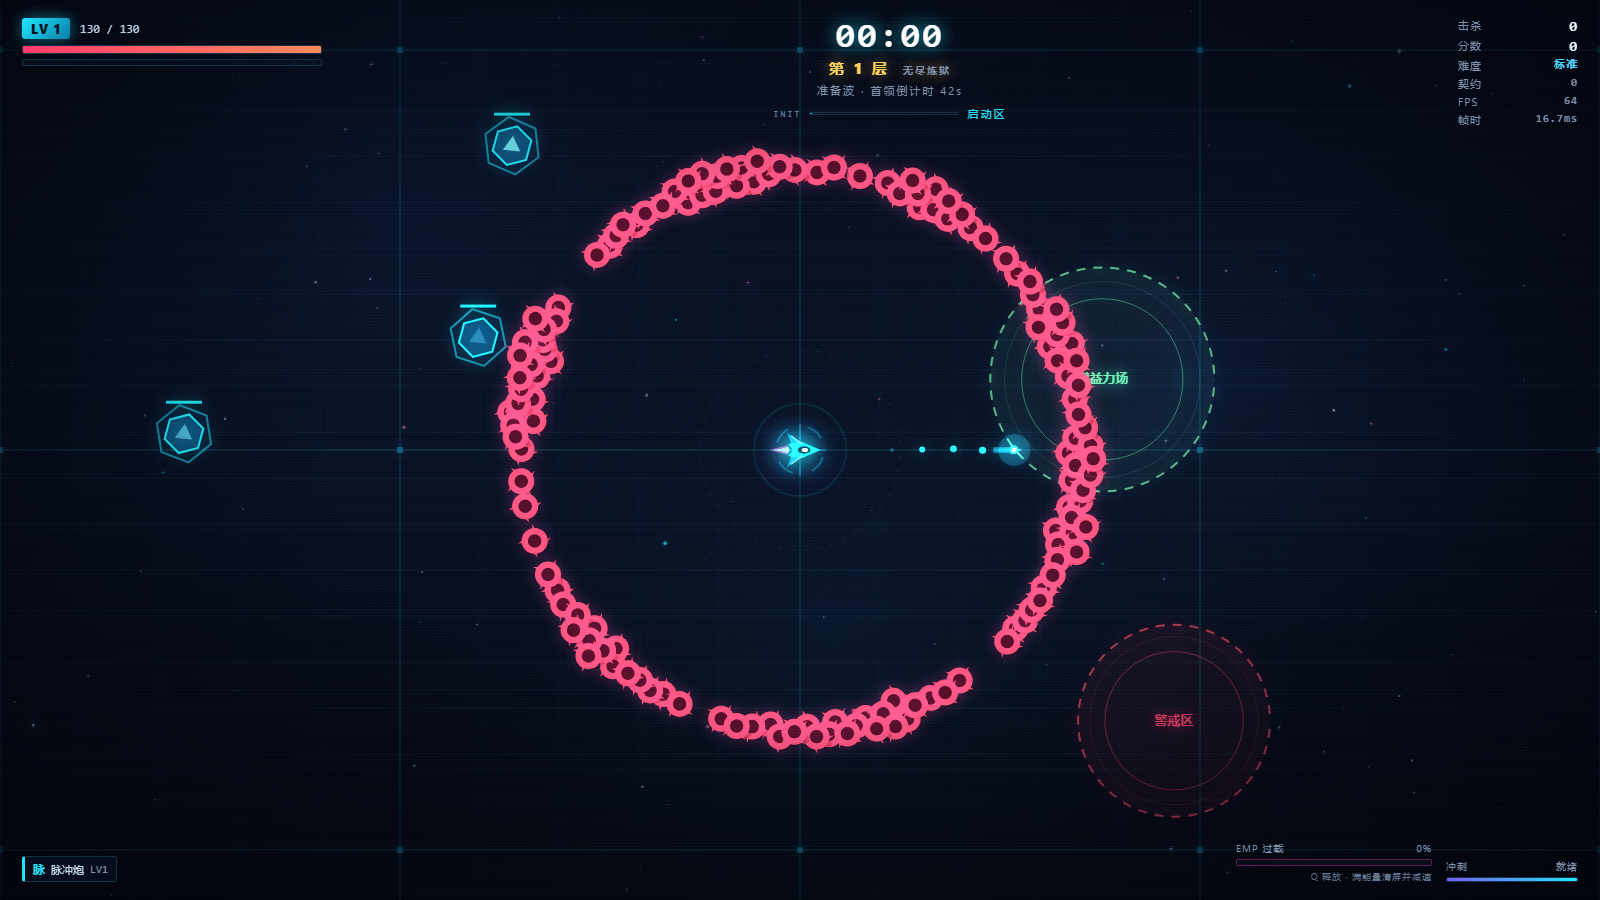 LV 1 130 / 130
00:00
第 1 层 无尽炼狱
准备波 · 首领倒计时 42s
INIT 启动区
击杀 0
分数 0
难度 标准
契约 0
FPS 64
帧时 16.7ms
益力场
警戒区
脉 脉冲炮 LV1
EMP 过载 0%
Q 释放 · 满能量清屏并减速
冲刺 就绪